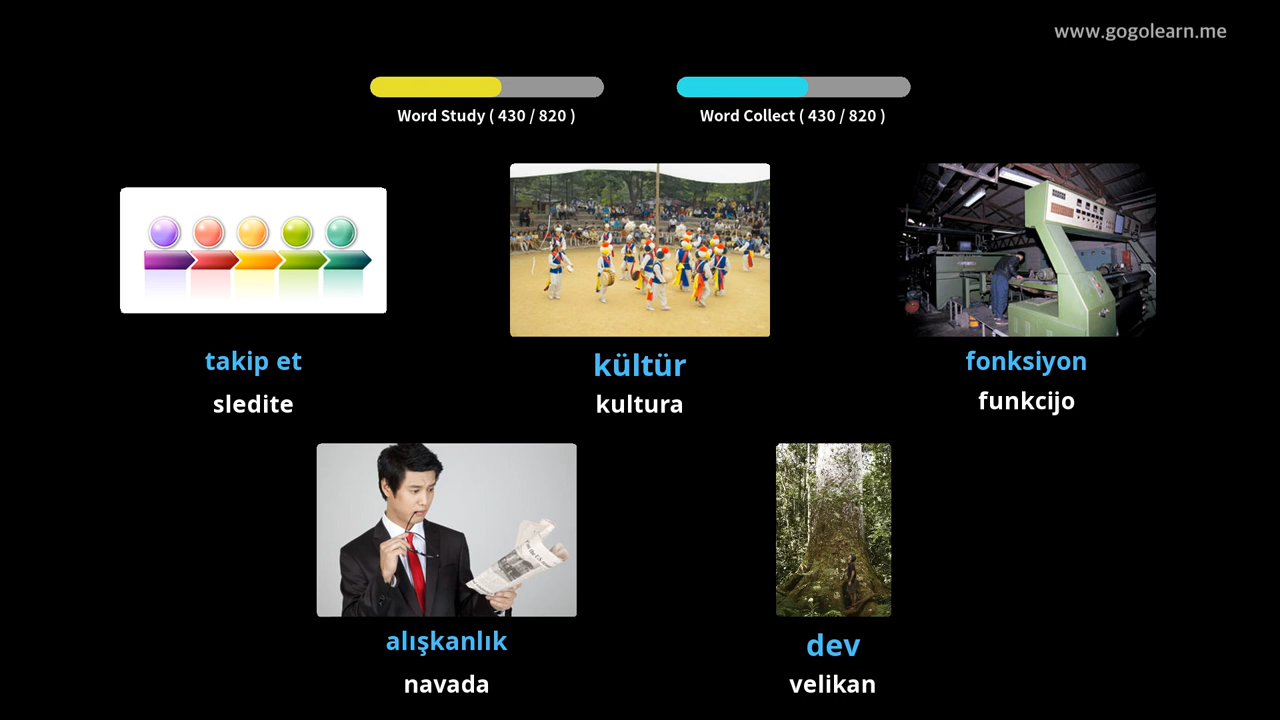 www.gogolearn.me
Word Study ( 430 / 820 )
Word Collect ( 430 / 820 )
takip et
sledite
kültür
kultura
fonksiyon
funkcijo
alışkanlık
navada
dev
velikan